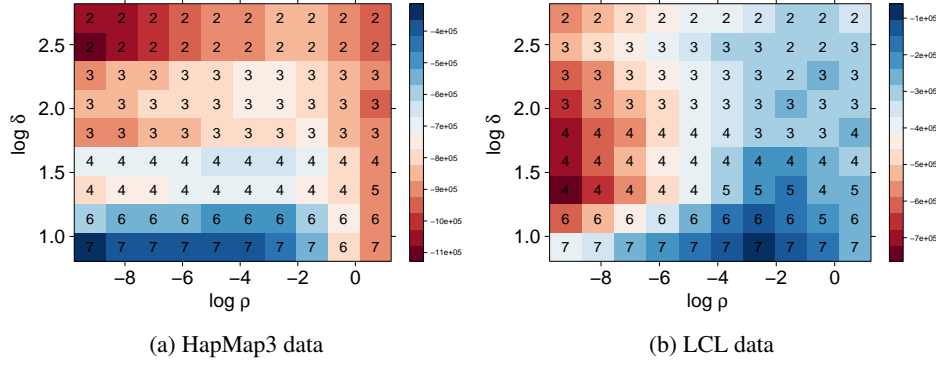 2 2 2 2 2 2 2 2 2 2
2 2 2 2 2 2 2 2 2 2
3 3 3 3 3 3 3 3 3 3
3 3 3 3 3 3 3 3 3 3
3 3 3 3 3 3 3 3 3 3
4 4 4 4 4 4 4 4 4 4
4 4 4 4 4 4 4 4 4 5
6 6 6 6 6 6 6 6 6 6
7 7 7 7 7 7 7 7 6 7
2.5
2.0
1.5
1.0
log δ
−8 −6 −4 −2 0
log ρ
−4e+05
−5e+05
−6e+05
−7e+05
−8e+05
−9e+05
−10e+05
−11e+05
(a) HapMap3 data
2 2 2 2 2 2 2 2 2 2
3 3 3 3 3 3 3 2 2 3
3 3 3 3 3 3 3 2 3 3
3 3 3 3 3 3 3 3 3 3
4 4 4 4 4 4 3 3 3 4
4 4 4 4 4 4 4 4 4 4
4 4 4 4 4 5 5 5 4 5
6 6 6 6 6 6 6 6 5 6
7 7 7 7 7 7 7 7 7 7
2.5
2.0
1.5
1.0
log δ
−8 −6 −4 −2 0
log ρ
−1e+05
−2e+05
−3e+05
−4e+05
−5e+05
−6e+05
−7e+05
(b) LCL data